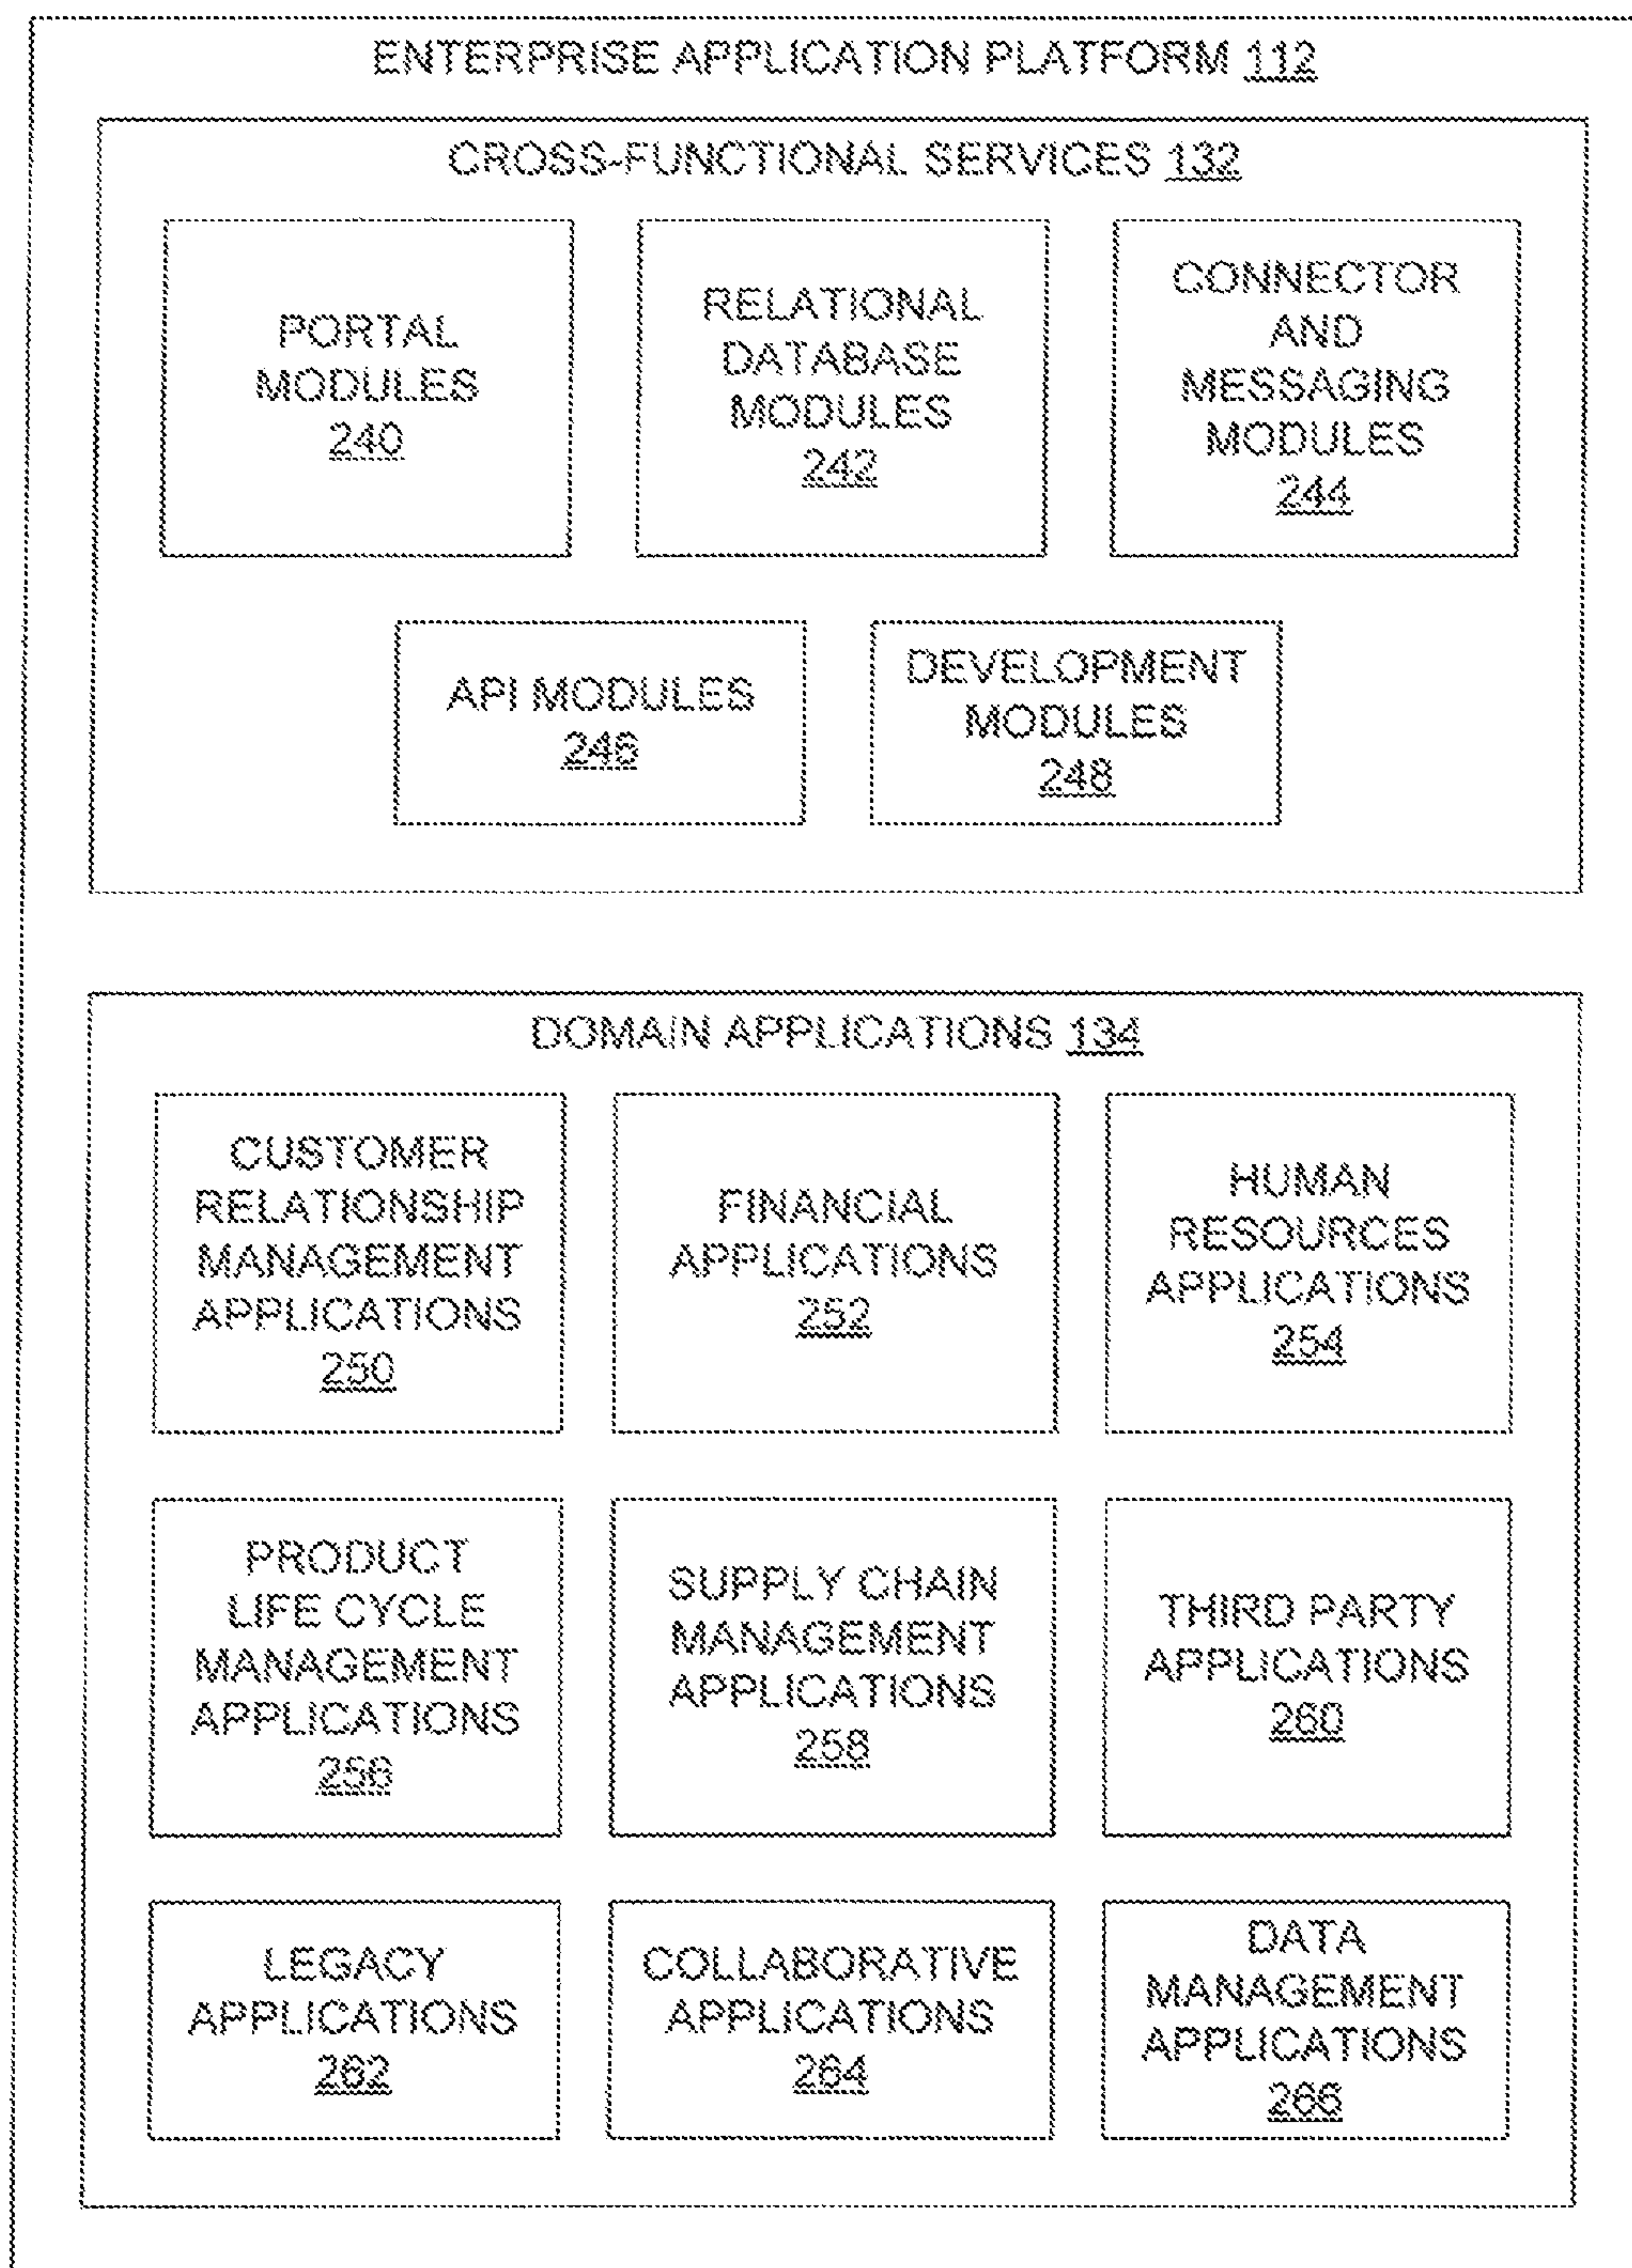 ENTERPRISE APPLICATION PLATFORM 112
CROSS-FUNCTIONAL SERVICES 132
PORTAL
MODULES
240
RELATIONAL
DATABASE
MODULES
242
CONNECTOR
AND
MESSAGING
MODULES
244
API MODULES
246
DEVELOPMENT
MODULES
248
DOMAIN APPLICATIONS 134
CUSTOMER
RELATIONSHIP
MANAGEMENT
APPLICATIONS
250
FINANCIAL
APPLICATIONS
252
HUMAN
RESOURCES
APPLICATIONS
254
PRODUCT
LIFE CYCLE
MANAGEMENT
APPLICATIONS
256
SUPPLY CHAIN
MANAGEMENT
APPLICATIONS
258
THIRD PARTY
APPLICATIONS
260
LEGACY
APPLICATIONS
262
COLLABORATIVE
APPLICATIONS
264
DATA
MANAGEMENT
APPLICATIONS
266